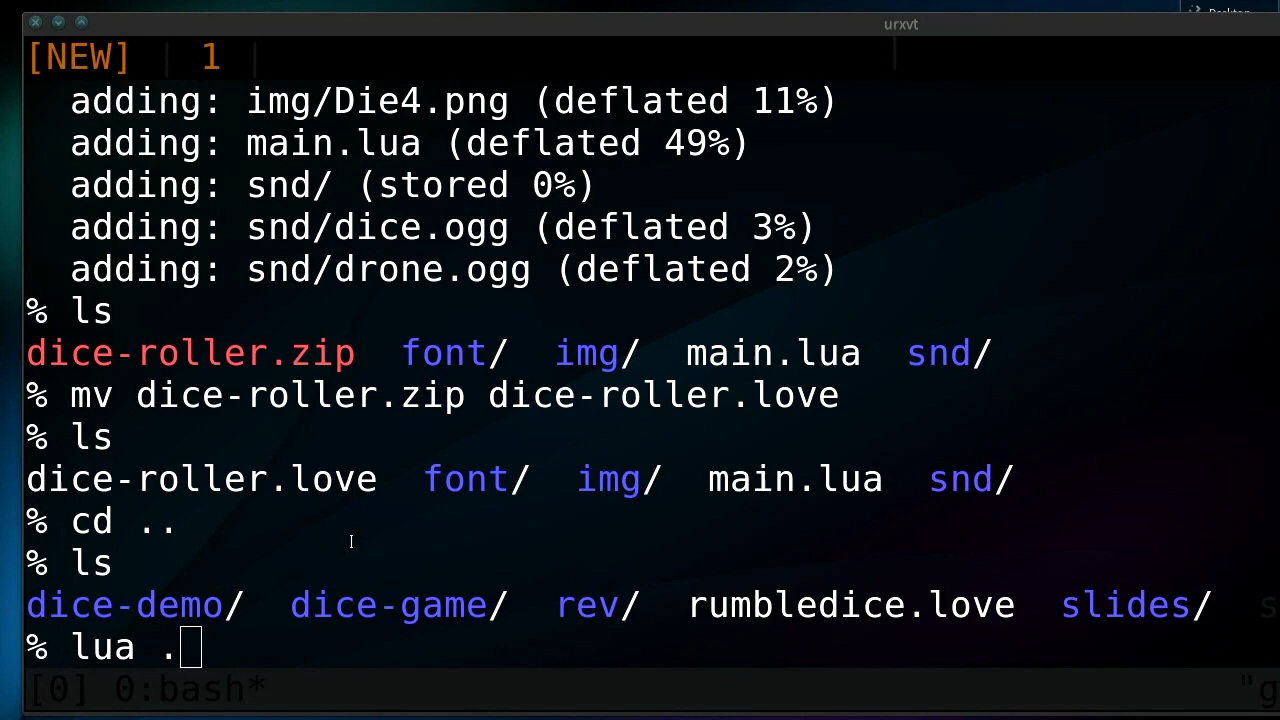 Desktop
urxvt
[NEW] | 1 |
adding: img/Die4.png (deflated 11%)
adding: main.lua (deflated 49%)
adding: snd/ (stored 0%)
adding: snd/dice.ogg (deflated 3%)
adding: snd/drone.ogg (deflated 2%)
% ls
dice-roller.zip font/ img/ main.lua snd/
% mv dice-roller.zip dice-roller.love
% ls
dice-roller.love font/ img/ main.lua snd/
% cd ..
% ls
dice-demo/ dice-game/ rev/ rumbledice.love slides/
% lua .
[0] 0:bash* "g